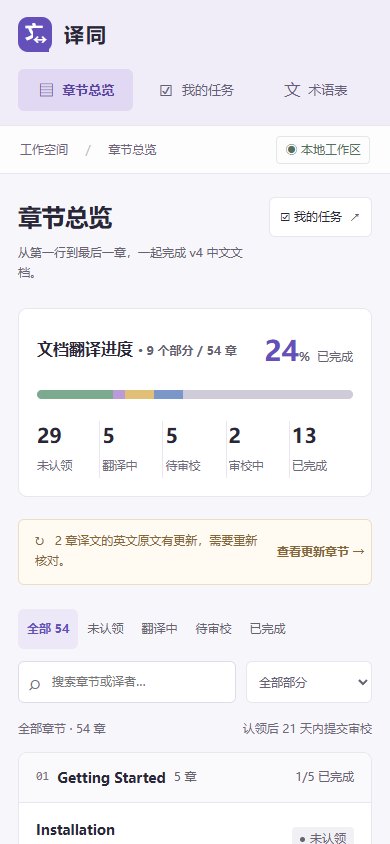 译同
章节总览
我的任务
术语表
工作空间 / 章节总览
本地工作区
章节总览
我的任务 ↗
从第一行到最后一章，一起完成 v4 中文文
档。
文档翻译进度 · 9 个部分 / 54 章
24% 已完成
29 5 5 2 13
未认领 翻译中 待审校 审校中 已完成
↻ 2 章译文的英文原文有更新，需要重新
核对。
查看更新章节 →
全部 54 未认领 翻译中 待审校 已完成
搜索章节或译者...
全部部分
全部章节 · 54 章
认领后 21 天内提交审校
01 Getting Started 5 章 1/5 已完成
Installation
未认领